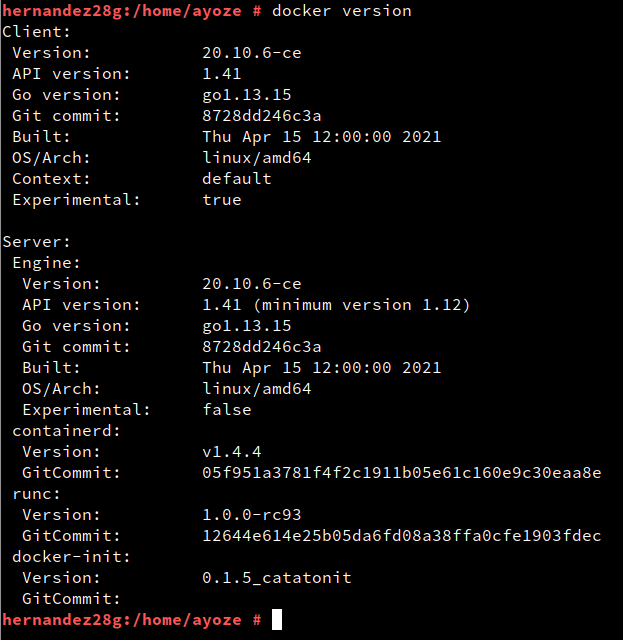 hernandez28g:/home/ayoze # docker version
Client:
 Version:           20.10.6-ce
 API version:       1.41
 Go version:        go1.13.15
 Git commit:        8728dd246c3a
 Built:             Thu Apr 15 12:00:00 2021
 OS/Arch:           linux/amd64
 Context:           default
 Experimental:      true

Server:
 Engine:
  Version:          20.10.6-ce
  API version:      1.41 (minimum version 1.12)
  Go version:       go1.13.15
  Git commit:       8728dd246c3a
  Built:            Thu Apr 15 12:00:00 2021
  OS/Arch:          linux/amd64
  Experimental:     false
 containerd:
  Version:          v1.4.4
  GitCommit:        05f951a3781f4f2c1911b05e61c160e9c30eaa8e
 runc:
  Version:          1.0.0-rc93
  GitCommit:        12644e614e25b05da6fd08a38ffa0cfe1903fdec
 docker-init:
  Version:          0.1.5_catatonit
  GitCommit:
hernandez28g:/home/ayoze #